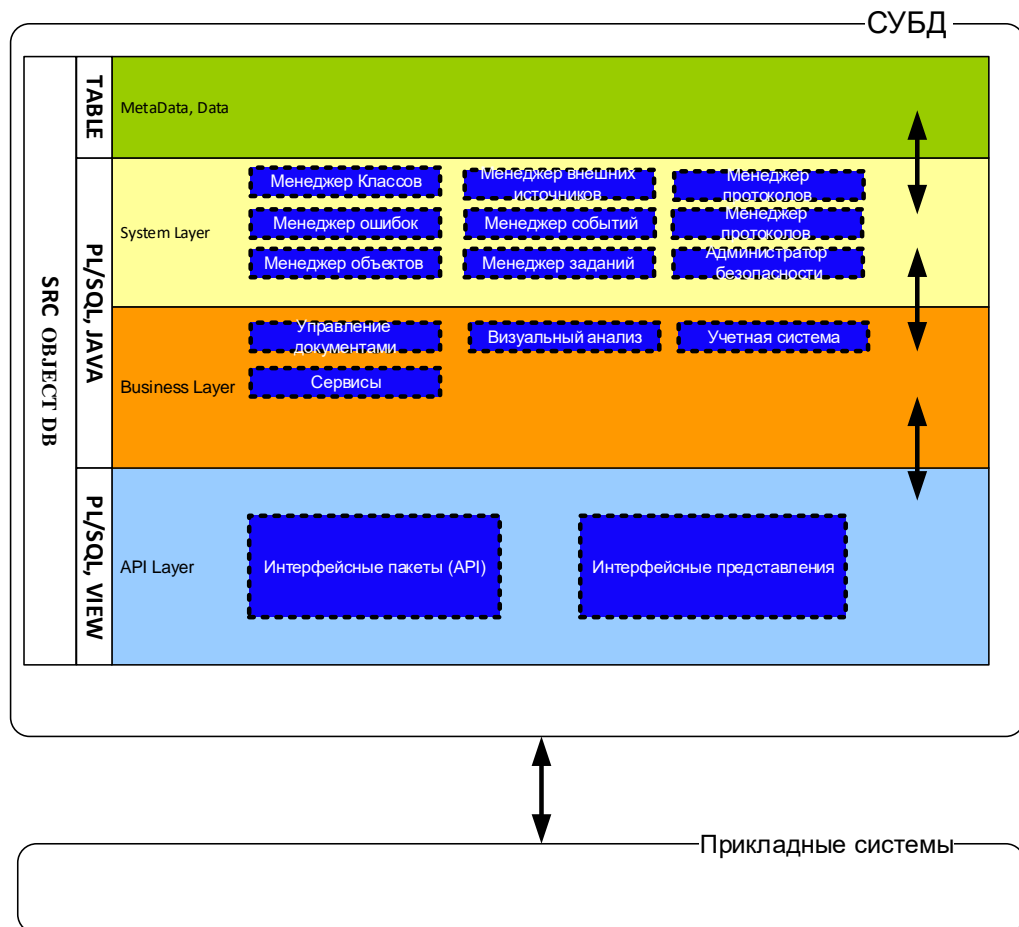 СУБД
SRC OBJECT DB
TABLE
MetaData, Data
PL/SQL, JAVA
System Layer
Менеджер Классов
Менеджер внешних
источников
Менеджер
протоколов
Менеджер ошибок
Менеджер событий
Менеджер
протоколов
Менеджер объектов
Менеджер заданий
Администратор
безопасности
Business Layer
Управление
документами
Визуальный анализ
Учетная система
Сервисы
PL/SQL, VIEW
API Layer
Интерфейсные пакеты (API)
Интерфейсные представления
Прикладные системы